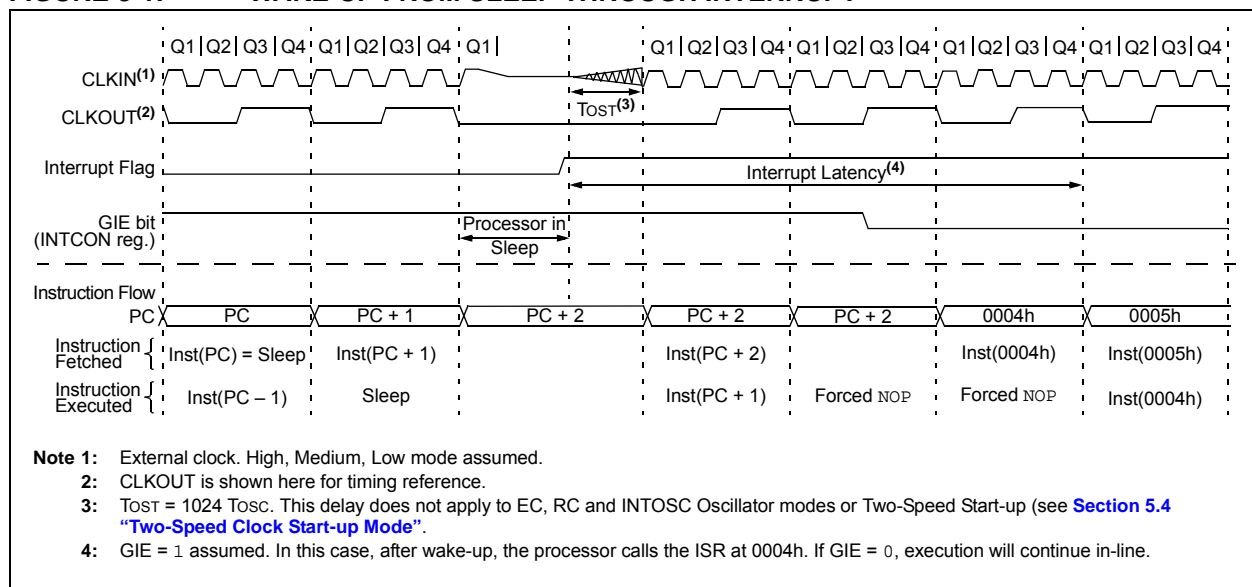 Q1 Q2 Q3 Q4 Q1 Q2 Q3 Q4 Q1 Q1 Q2 Q3 Q4 Q1 Q2 Q3 Q4 Q1 Q2 Q3 Q4 Q1 Q2 Q3 Q4
CLKIN(1)
TOST(3)
CLKOUT(2)
Interrupt Flag
Interrupt Latency(4)
GIE bit
(INTCON reg.)
Processor in
Sleep
Instruction Flow
PC PC PC + 1 PC + 2 PC + 2 PC + 2 0004h 0005h
Instruction
Fetched
Inst(PC) = Sleep Inst(PC + 1) Inst(PC + 2) Inst(0004h) Inst(0005h)
Instruction
Executed
Inst(PC – 1) Sleep Inst(PC + 1) Forced NOP Forced NOP Inst(0004h)
Note 1: External clock. High, Medium, Low mode assumed.
2: CLKOUT is shown here for timing reference.
3: TOST = 1024 TOSC. This delay does not apply to EC, RC and INTOSC Oscillator modes or Two-Speed Start-up (see Section 5.4
“Two-Speed Clock Start-up Mode”.
4: GIE = 1 assumed. In this case, after wake-up, the processor calls the ISR at 0004h. If GIE = 0, execution will continue in-line.